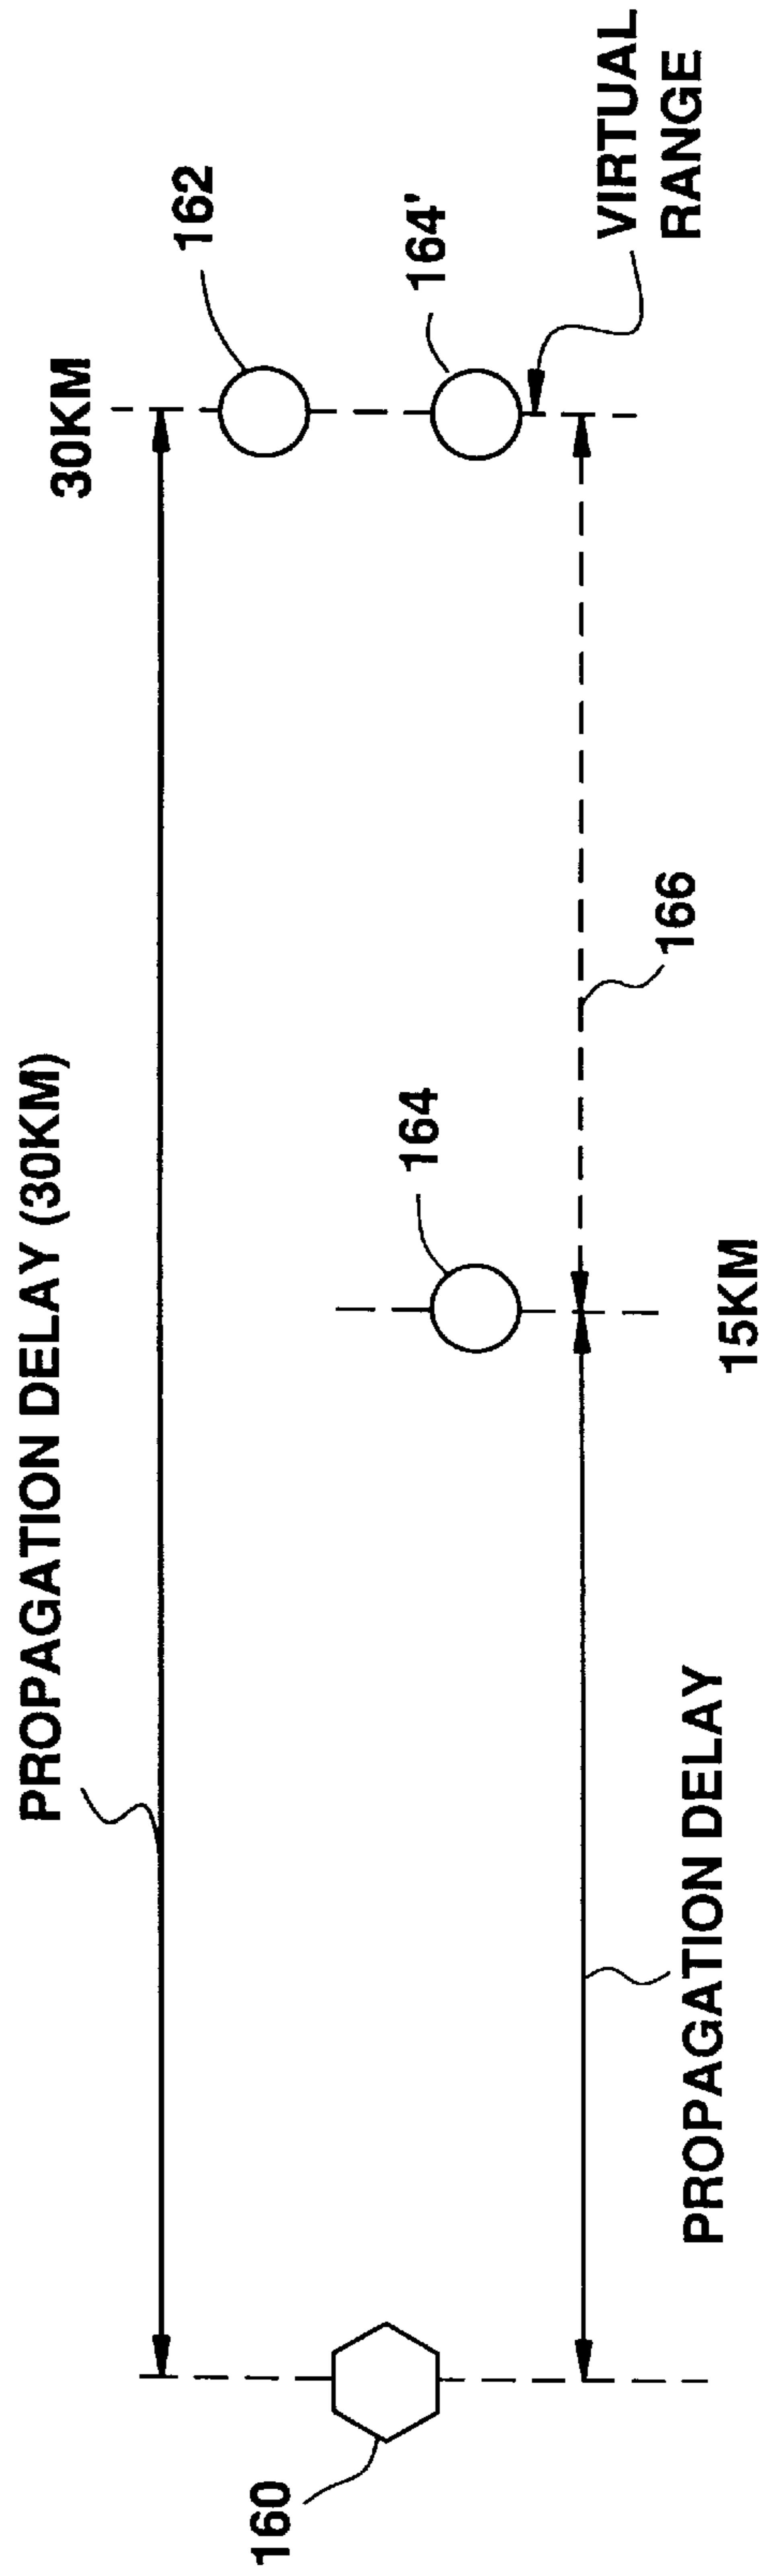 PROPAGATION DELAY (30KM)
30KM
162
164'
VIRTUAL
RANGE
164
166
15KM
PROPAGATION DELAY
160